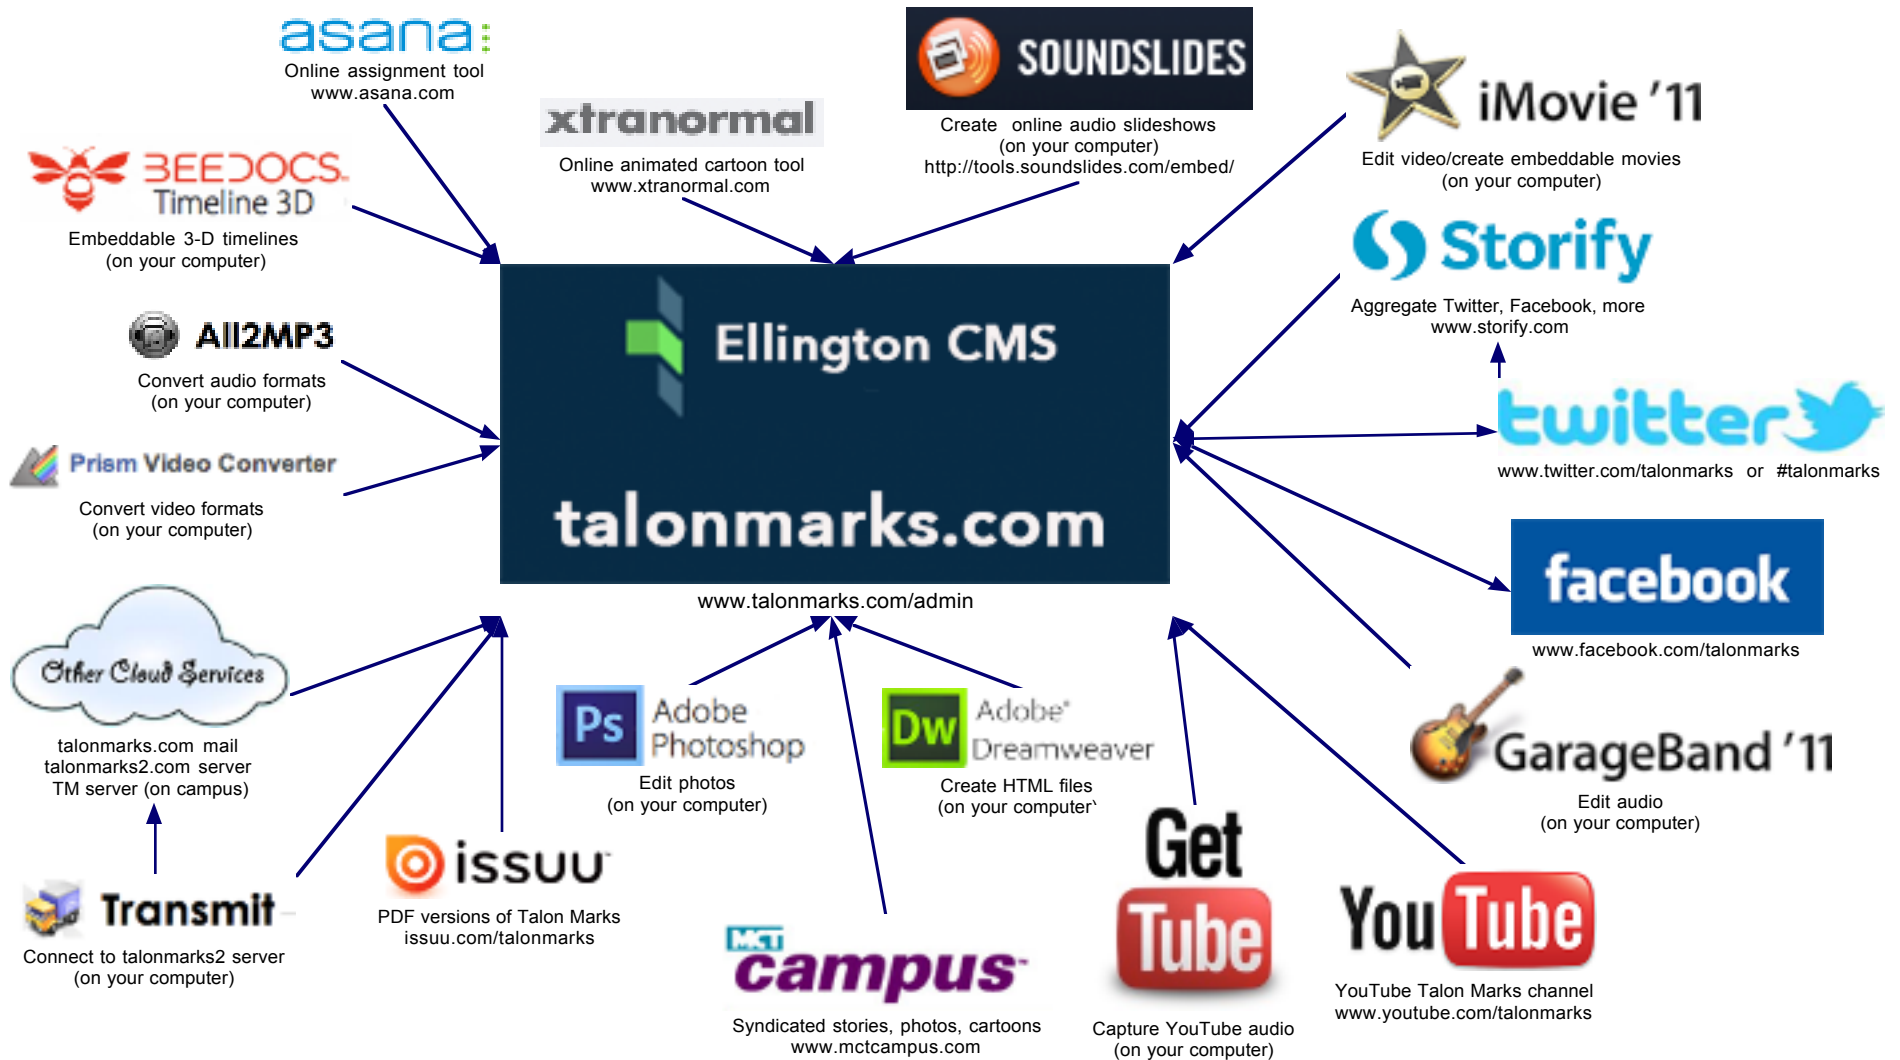 asana:
Online assignment tool
www.asana.com
xtranormal
Online animated cartoon tool
www.xtranormal.com
SOUNDSLIDES
Create online audio slideshows
(on your computer)
http://tools.soundslides.com/embed/
iMovie '11
Edit video/create embeddable movies
(on your computer)
BEEDOCS
Timeline 3D
Embeddable 3-D timelines
(on your computer)
Storify
Aggregate Twitter, Facebook, more
www.storify.com
All2MP3
Convert audio formats
(on your computer)
Ellington CMS
talonmarks.com
www.talonmarks.com/admin
twitter
www.twitter.com/talonmarks or #talonmarks
Prism Video Converter
Convert video formats
(on your computer)
facebook
www.facebook.com/talonmarks
Other Cloud Services
talonmarks.com mail
talonmarks2.com server
TM server (on campus)
Ps
Adobe
Photoshop
Edit photos
(on your computer)
Dw
Adobe
Dreamweaver
Create HTML files
(on your computer`
GarageBand '11
Edit audio
(on your computer)
Transmit
Connect to talonmarks2 server
(on your computer)
issuu
PDF versions of Talon Marks
issuu.com/talonmarks
MCT
campus
Syndicated stories, photos, cartoons
www.mctcampus.com
Get
Tube
Capture YouTube audio
(on your computer)
YouTube
YouTube Talon Marks channel
www.youtube.com/talonmarks